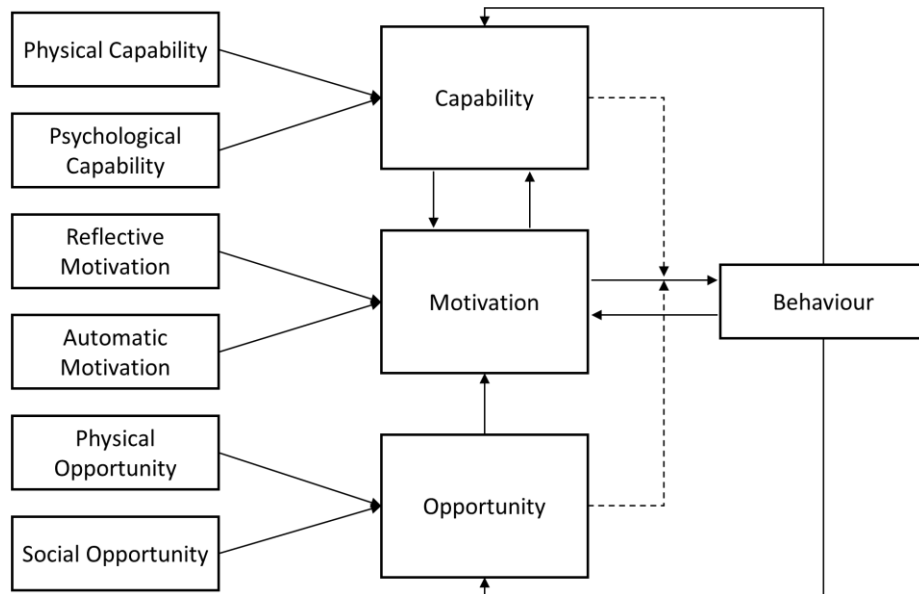 Physical Capability
Psychological
Capability
Reflective
Motivation
Automatic
Motivation
Physical
Opportunity
Social Opportunity
Capability
Motivation
Opportunity
Behaviour